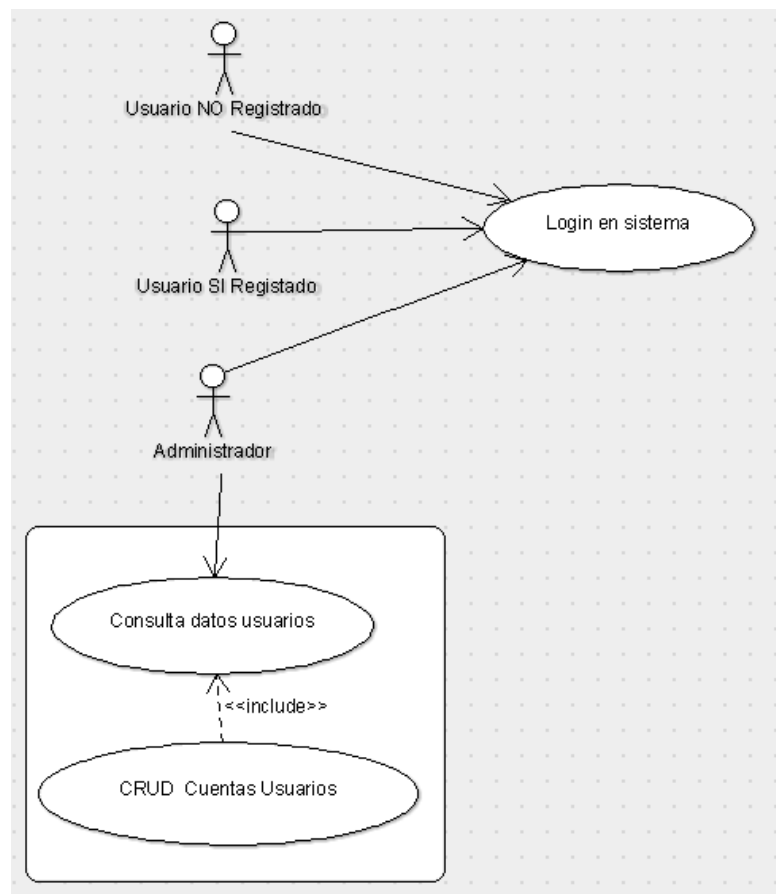 Usuario NO Registrado
Login en sistema
Usuario SI Registado
Administrador
Consulta datos usuarios
<<include>>
CRUD Cuentas Usuarios